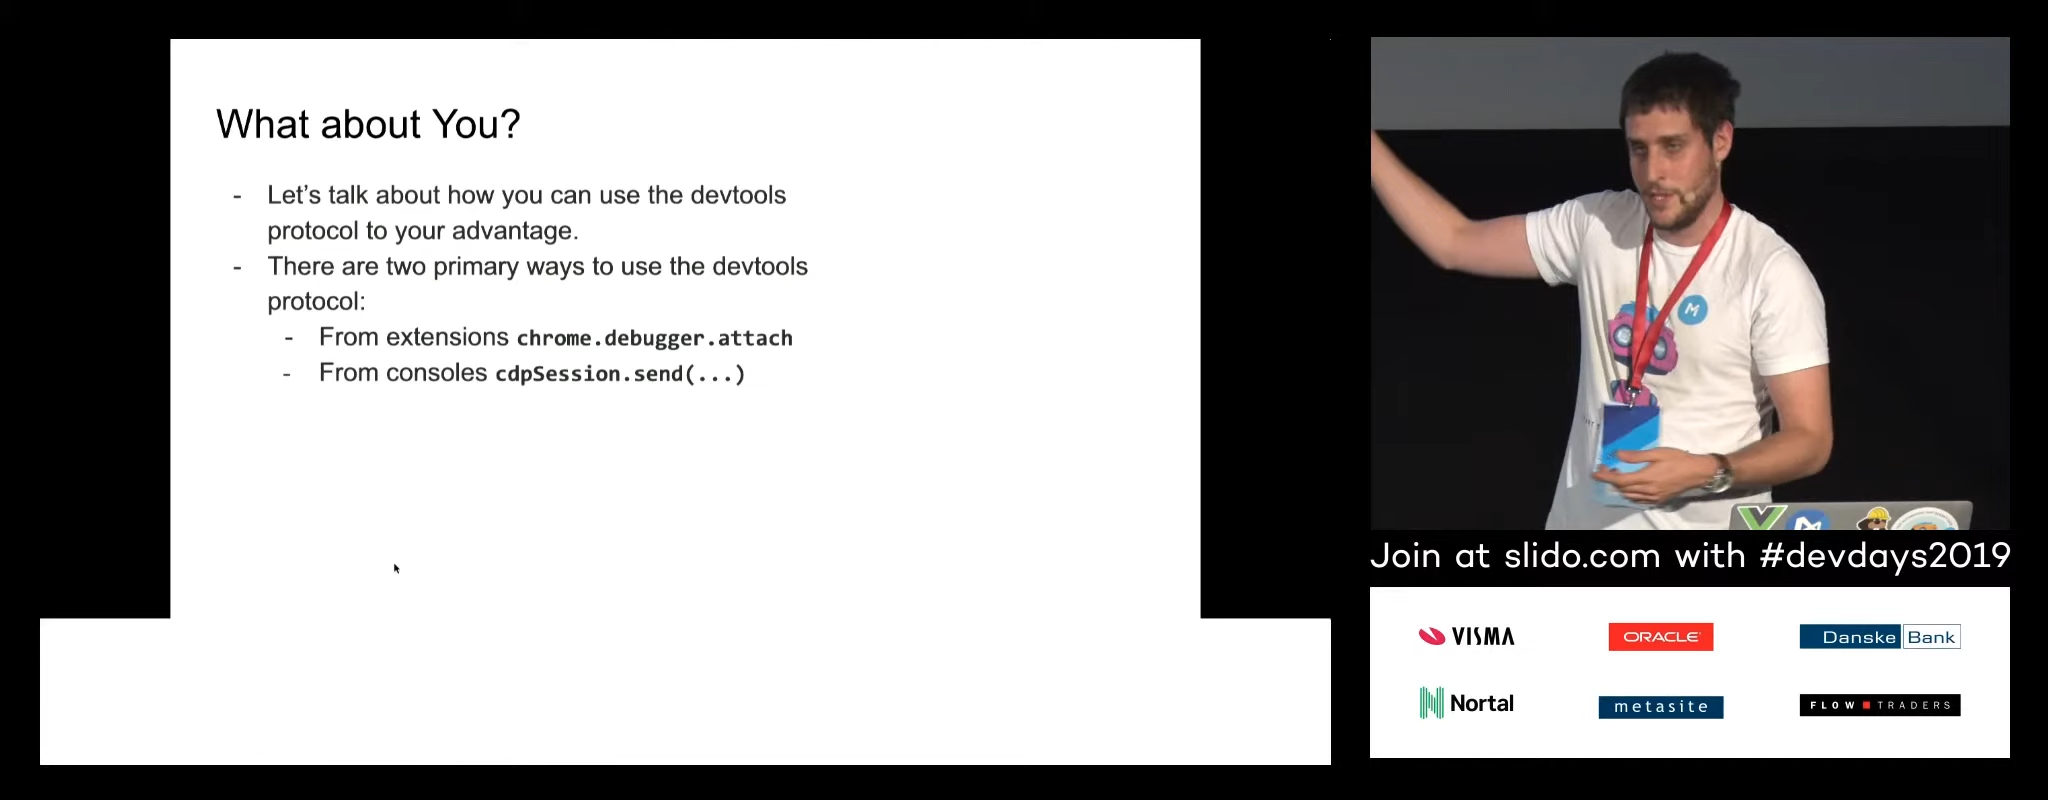 What about You?
- Let's talk about how you can use the devtools
protocol to your advantage.
- There are two primary ways to use the devtools
protocol:
- From extensions chrome.debugger.attach
- From consoles cdpSession.send(...)
M
Join at slido.com with #devdays2019
VISMA
ORACLE
Danske Bank
Nortal
metasite
FLOW TRADERS